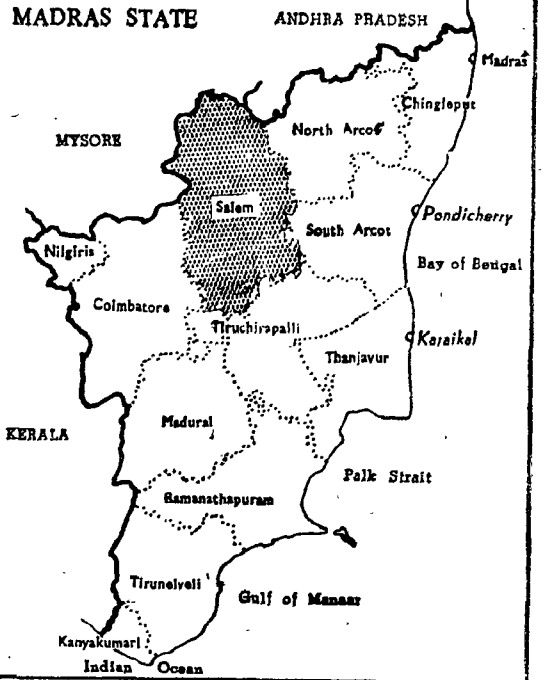 MADRAS STATE
ANDHRA PRADESH
Madras
Chingleput
North Arcot
MYSORE
Salem
Pondicherry
South Arcot
Nilgiris
Bay of Bengal
Coimbatore
Tiruchirapalli
Karaikal
Thanjavur
Madurai
KERALA
Palk Strait
Ramanathapuram
Tirunelveli
Gulf of Manaar
Kanyakumari
Indian Ocean